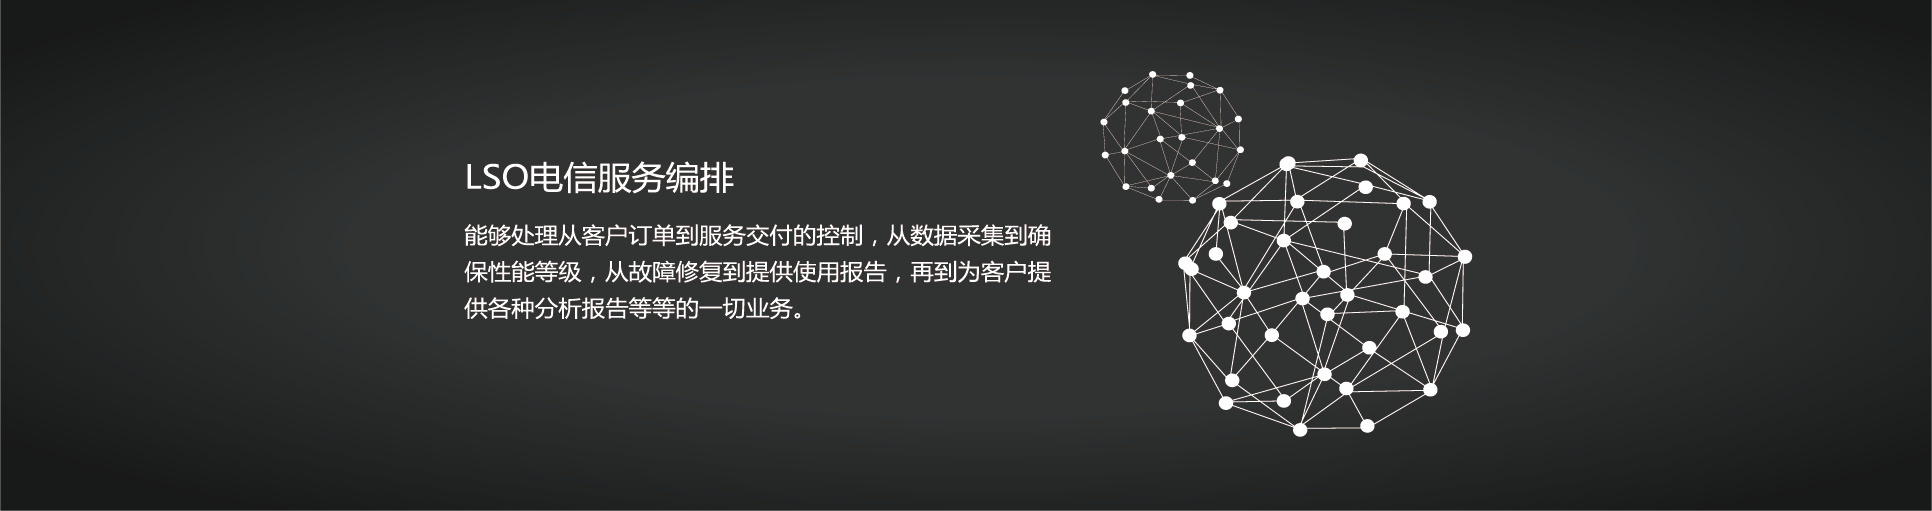 LSO电信服务编排
能够处理从客户订单到服务交付的控制，从数据采集到确
保性能等级，从故障修复到提供使用报告，再到为客户提
供各种分析报告等等的一切业务。